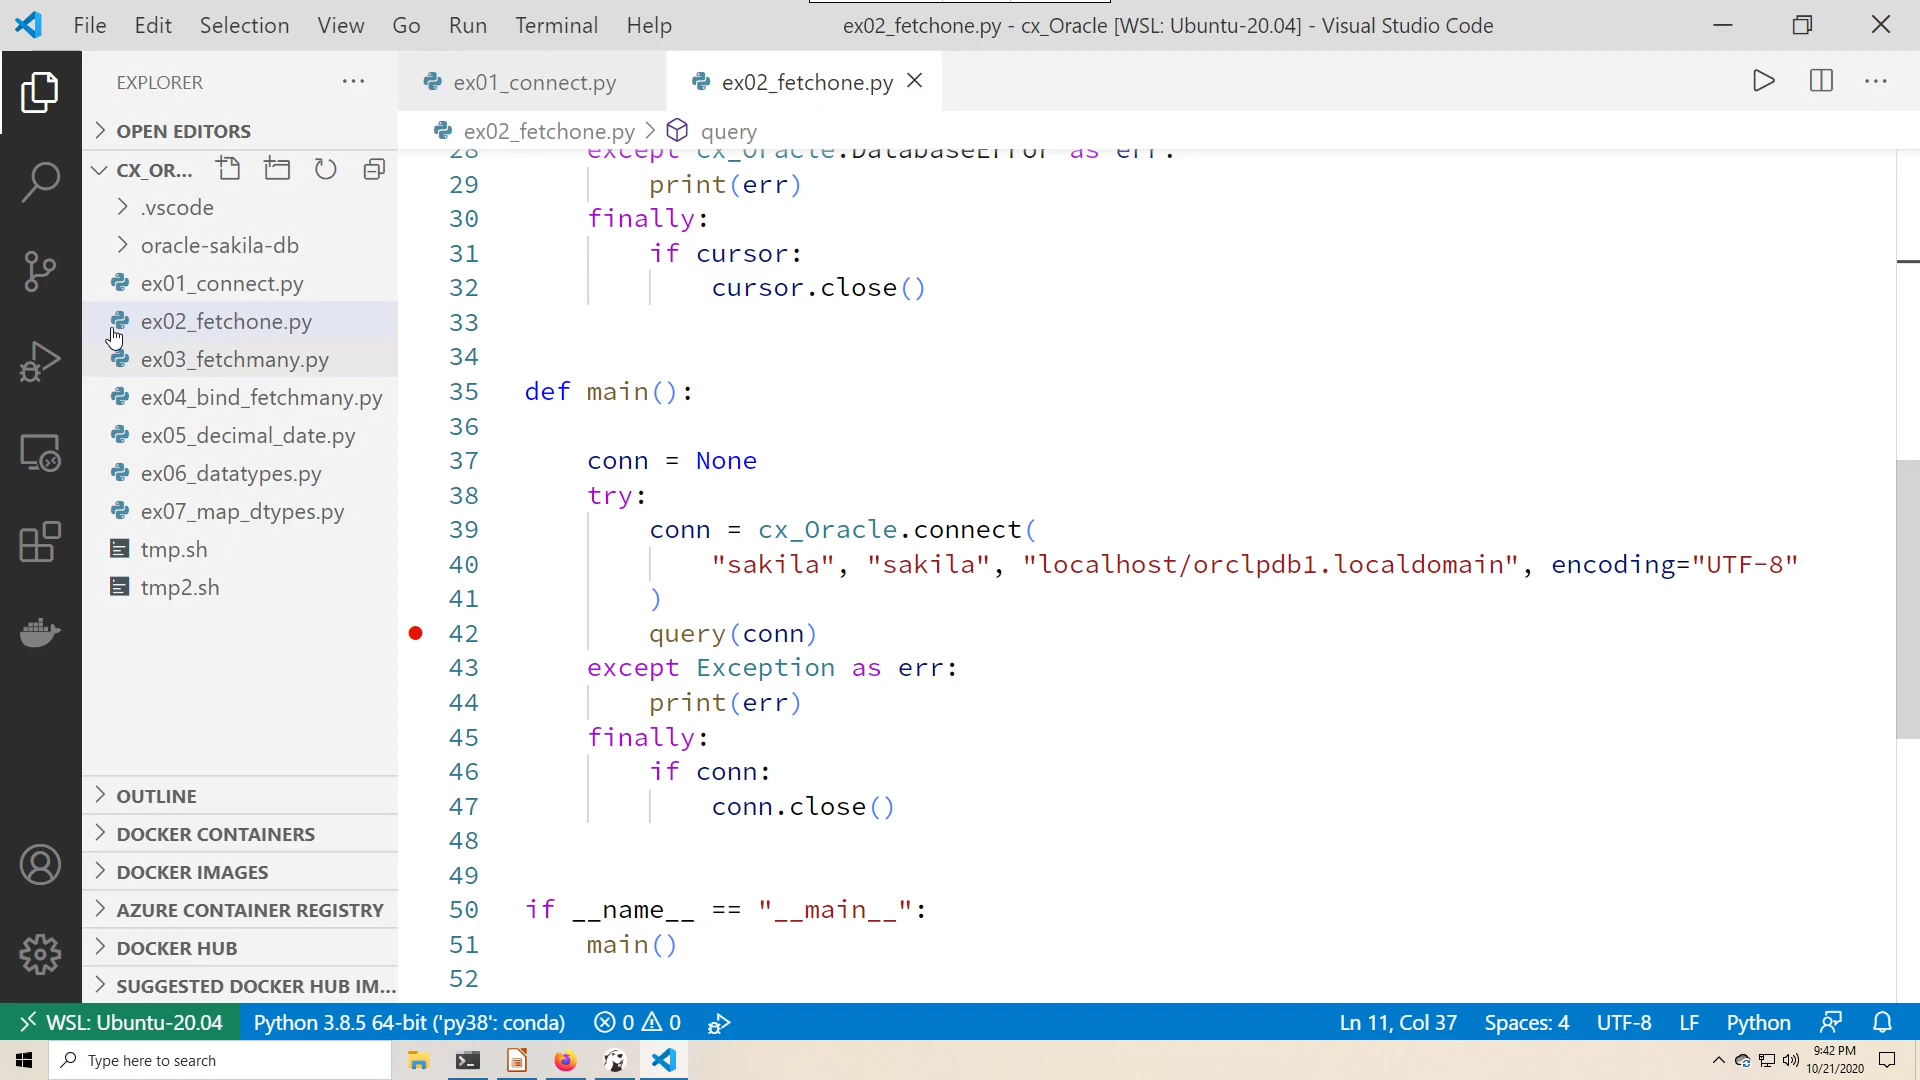 File Edit Selection View Go Run Terminal Help
ex02_fetchone.py - cx_Oracle [WSL: Ubuntu-20.04] - Visual Studio Code
EXPLORER
OPEN EDITORS
CX_OR...
.vscode
oracle-sakila-db
ex01_connect.py
ex02_fetchone.py
ex03_fetchmany.py
ex04_bind_fetchmany.py
ex05_decimal_date.py
ex06_datatypes.py
ex07_map_dtypes.py
tmp.sh
tmp2.sh
OUTLINE
DOCKER CONTAINERS
DOCKER IMAGES
AZURE CONTAINER REGISTRY
DOCKER HUB
SUGGESTED DOCKER HUB IM...
ex01_connect.py ex02_fetchone.py
ex02_fetchone.py query
28 except cx_Oracle.DatabaseError as err:
29 print(err)
30 finally:
31 if cursor:
32 cursor.close()
33
34
35 def main():
36
37 conn = None
38 try:
39 conn = cx_Oracle.connect(
40 "sakila", "sakila", "localhost/orclpdb1.localdomain", encoding="UTF-8"
41 )
42 query(conn)
43 except Exception as err:
44 print(err)
45 finally:
46 if conn:
47 conn.close()
48
49
50 if __name__ == "__main__":
51 main()
52
WSL: Ubuntu-20.04 Python 3.8.5 64-bit ('py38': conda) 0 0 Ln 11, Col 37 Spaces: 4 UTF-8 LF Python
Type here to search
9:42 PM
10/21/2020